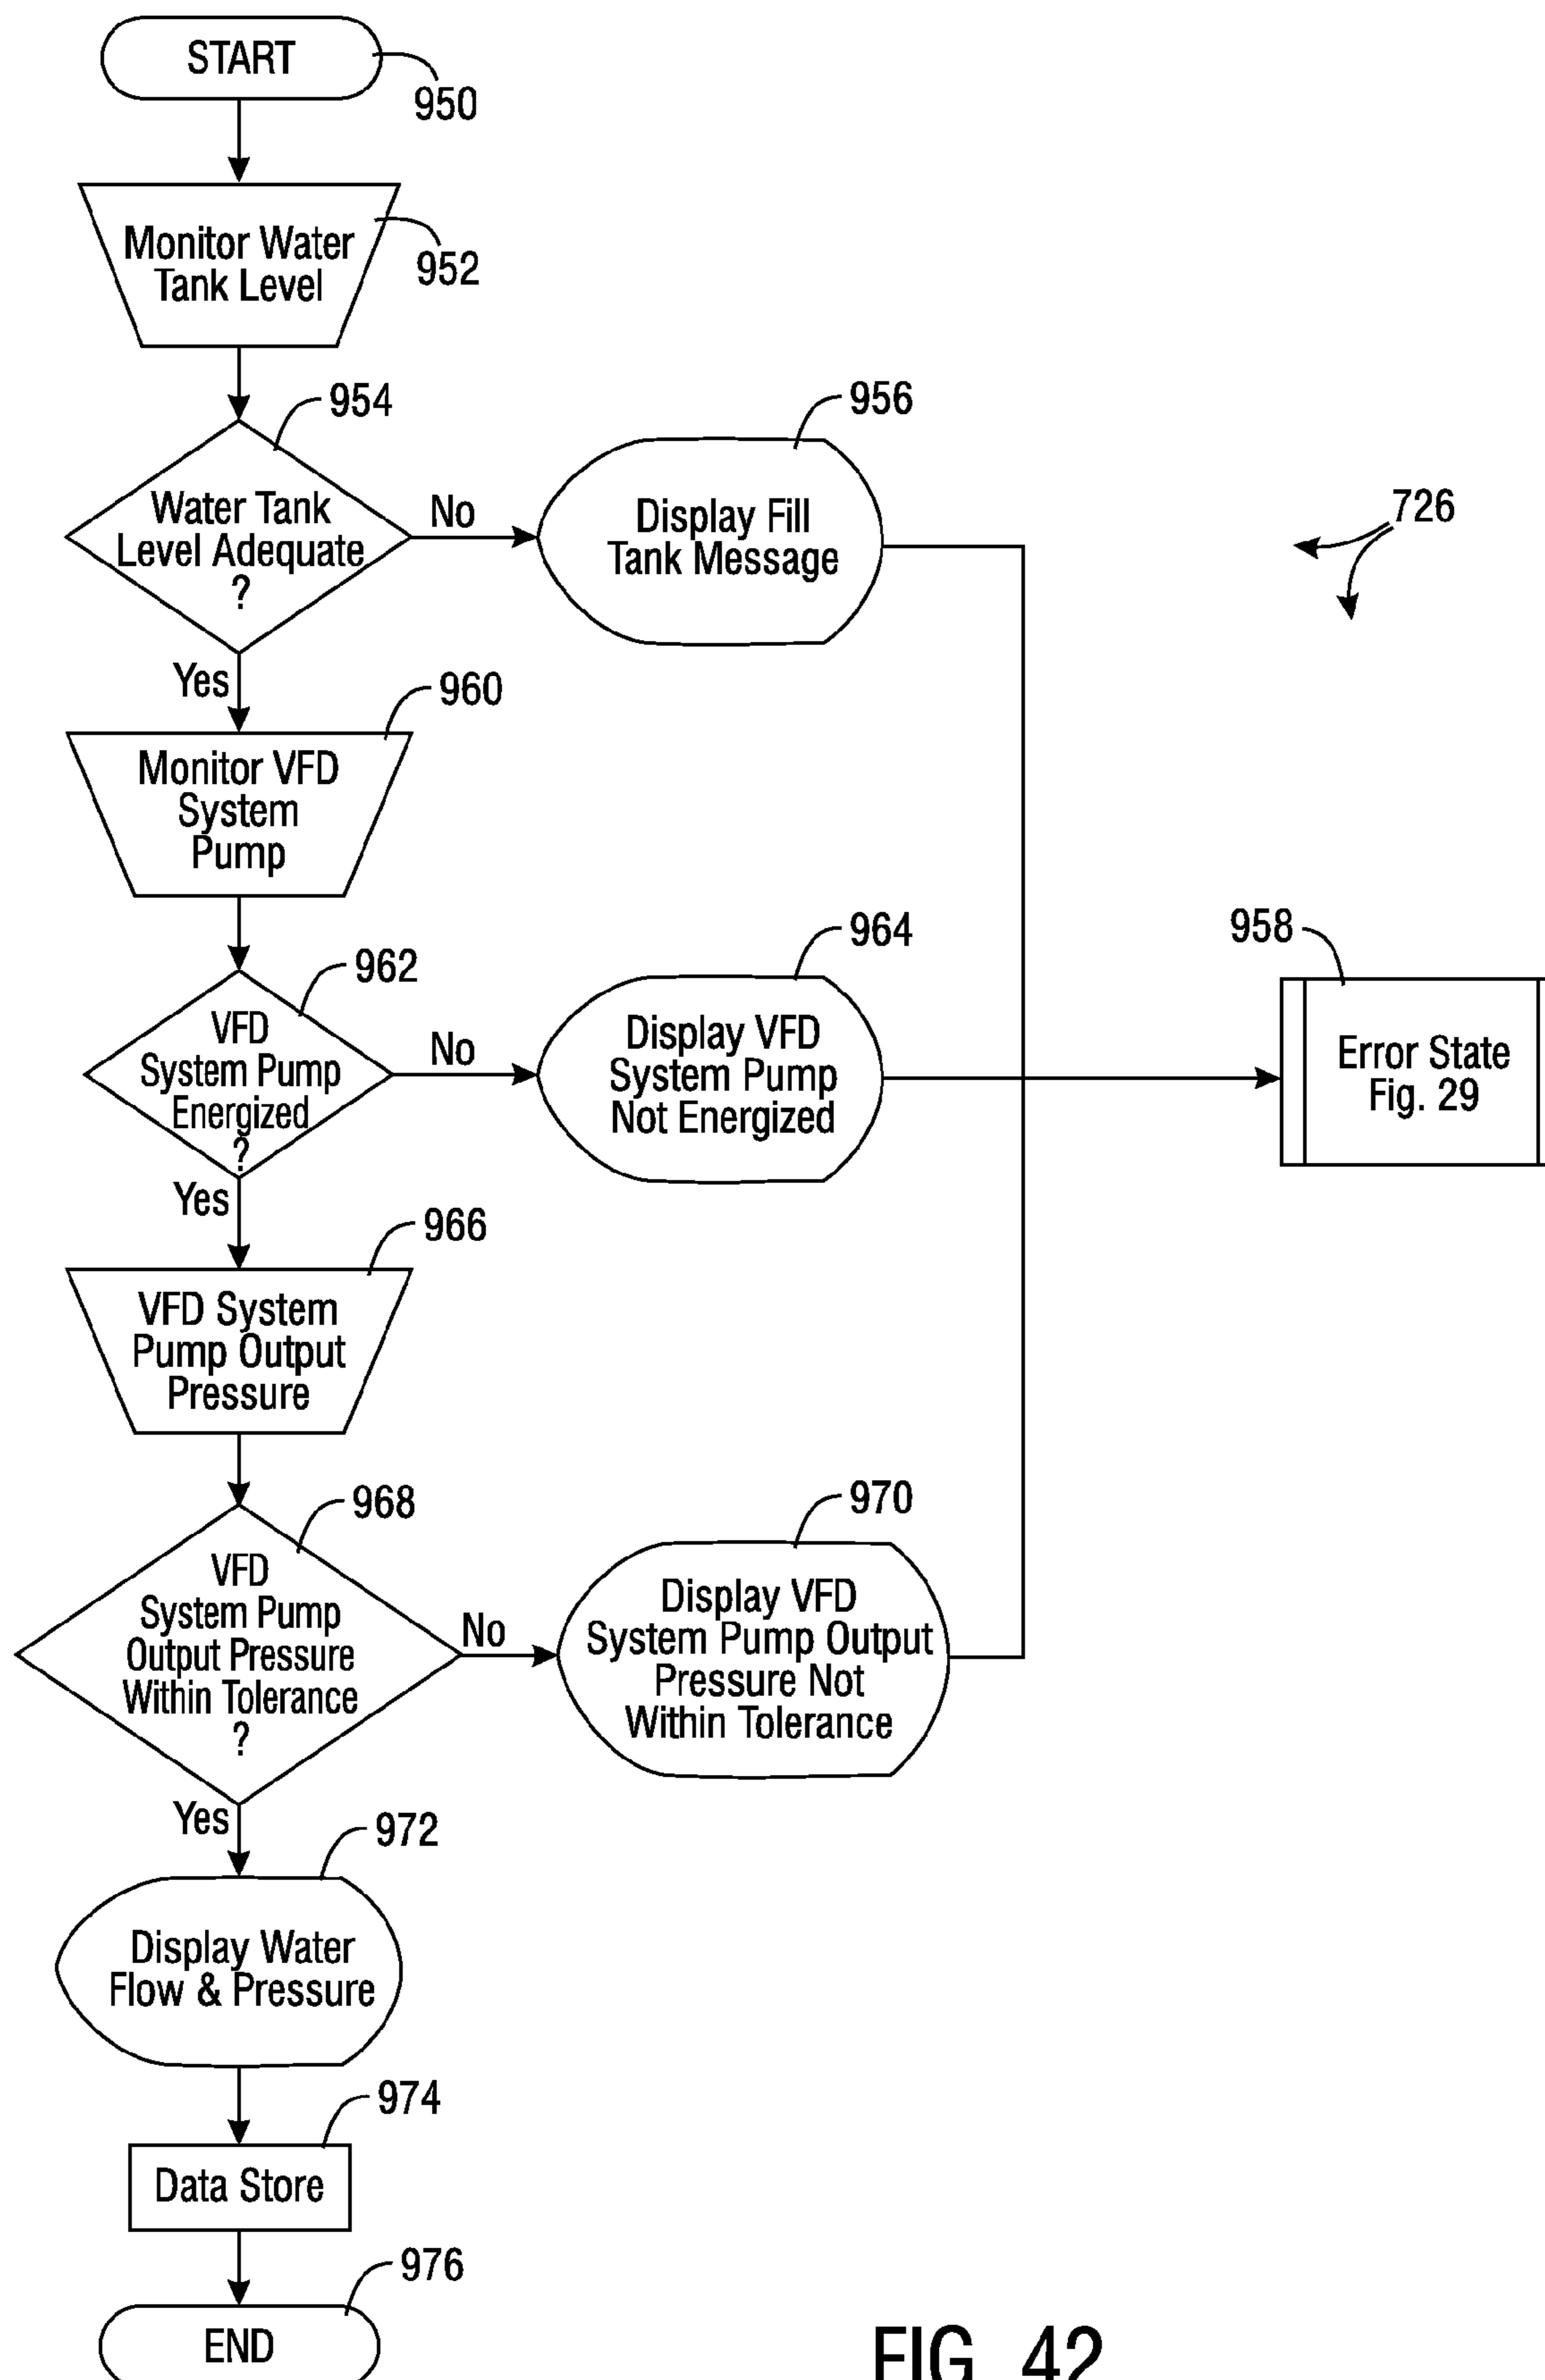 START
950
Monitor Water
Tank Level
952
954
Water Tank
Level Adequate
?
No
956
Display Fill
Tank Message
726
Yes
960
Monitor VFD
System
Pump
962
VFD
System Pump
Energized
?
No
964
Display VFD
System Pump
Not Energized
958
Error State
Fig. 29
Yes
966
VFD System
Pump Output
Pressure
968
VFD
System Pump
Output Pressure
Within Tolerance
?
No
970
Display VFD
System Pump Output
Pressure Not
Within Tolerance
Yes
972
Display Water
Flow & Pressure
974
Data Store
976
END
FIG. 42